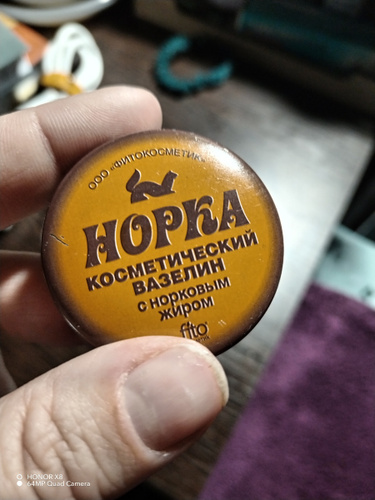 ООО «ФИТОКОСМЕТИК»
НОРКА
КОСМЕТИЧЕСКИЙ
ВАЗЕЛИН
С НОРКОВЫМ
ЖИРОМ
fito
HONOR X8
64MP Quad Camera